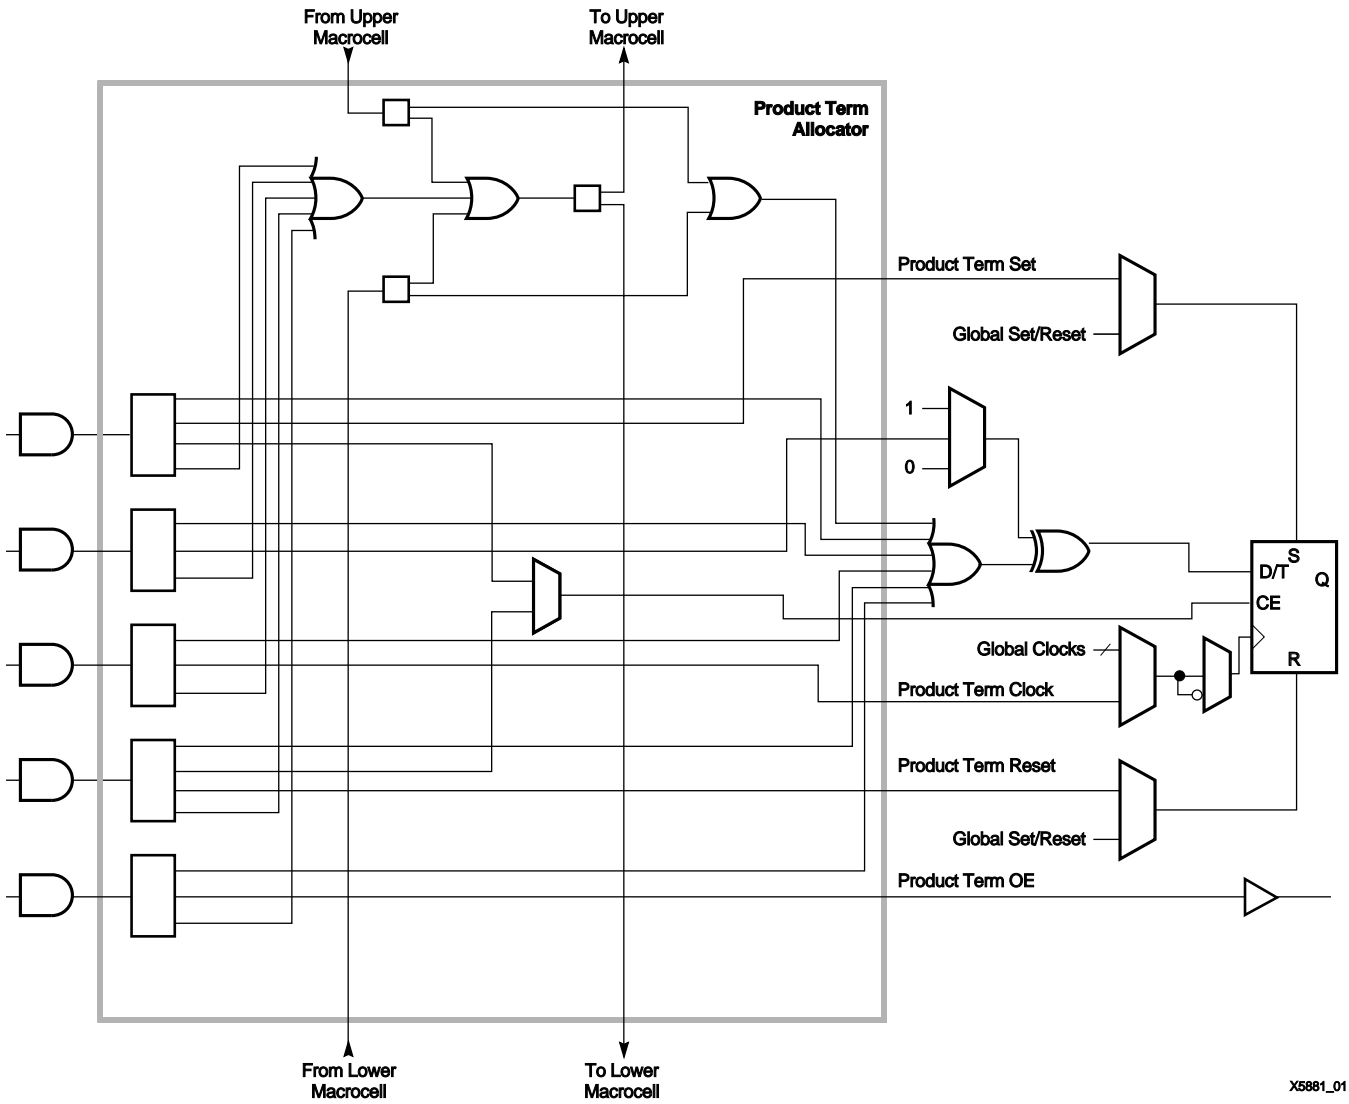 From Upper
Macrocell
To Upper
Macrocell
Product Term
Allocator
Product Term Set
Global Set/Reset
1
0
S
D/T
Q
CE
Global Clocks
R
Product Term Clock
Product Term Reset
Global Set/Reset
Product Term OE
From Lower
Macrocell
To Lower
Macrocell
X5881_01